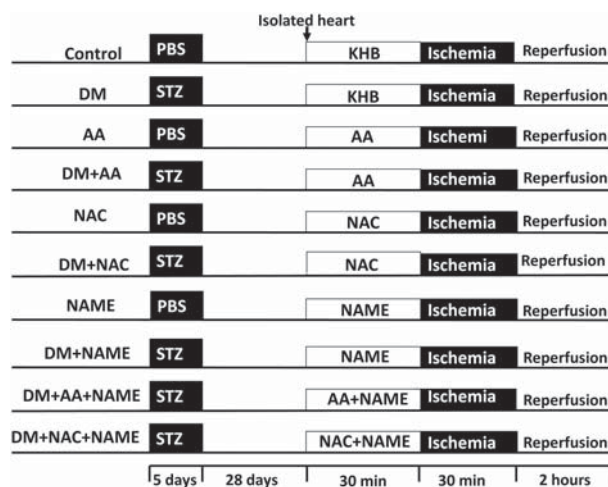 Isolated heart
Control PBS KHB Ischemia Reperfusion
DM STZ KHB Ischemia Reperfusion
AA PBS AA Ischemi Reperfusion
DM+AA STZ AA Ischemia Reperfusion
NAC PBS NAC Ischemia Reperfusion
DM+NAC STZ NAC Ischemia Reperfusion
NAME PBS NAME Ischemia Reperfusion
DM+NAME STZ NAME Ischemia Reperfusion
DM+AA+NAME STZ AA+NAME Ischemia Reperfusion
DM+NAC+NAME STZ NAC+NAME Ischemia Reperfusion
5 days 28 days 30 min 30 min 2 hours